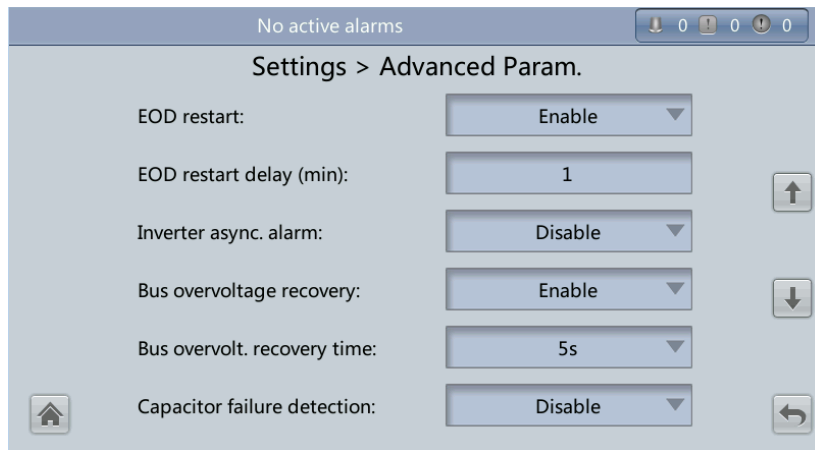 No active alarms 0 0 0
Settings > Advanced Param.
EOD restart: Enable
EOD restart delay (min): 1
Inverter async. alarm: Disable
Bus overvoltage recovery: Enable
Bus overvolt. recovery time: 5s
Capacitor failure detection: Disable